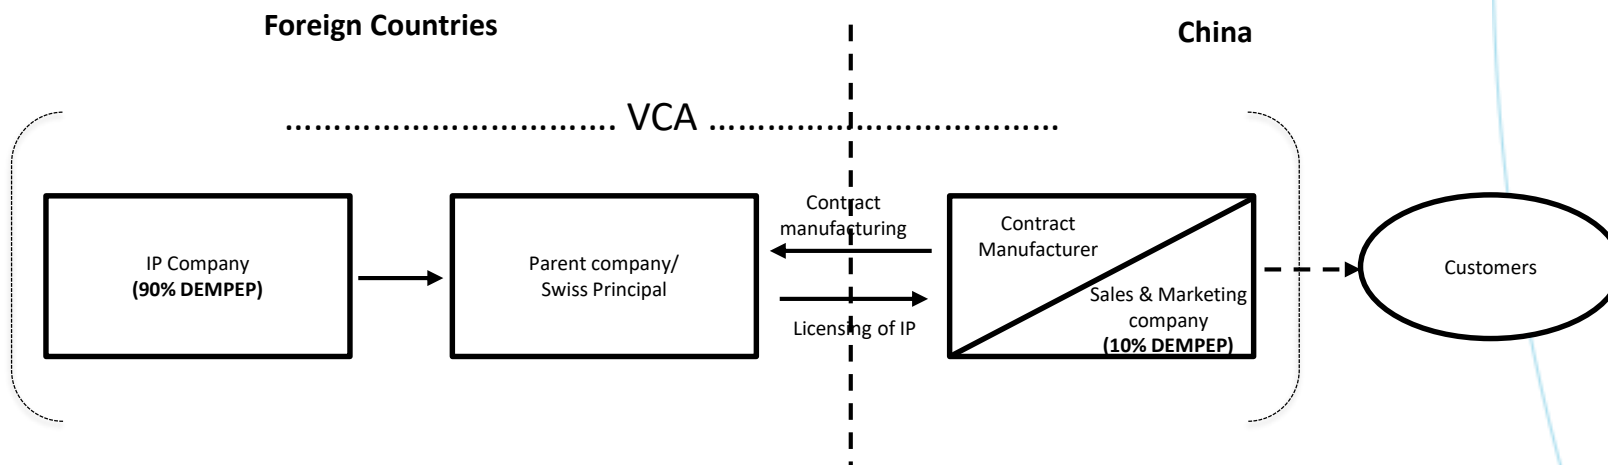 Foreign Countries
China
................................. VCA ...................................
IP Company
(90% DEMPEP)
Parent company/
Swiss Principal
Contract
manufacturing
Licensing of IP
Contract
Manufacturer
Sales & Marketing
company
(10% DEMPEP)
Customers